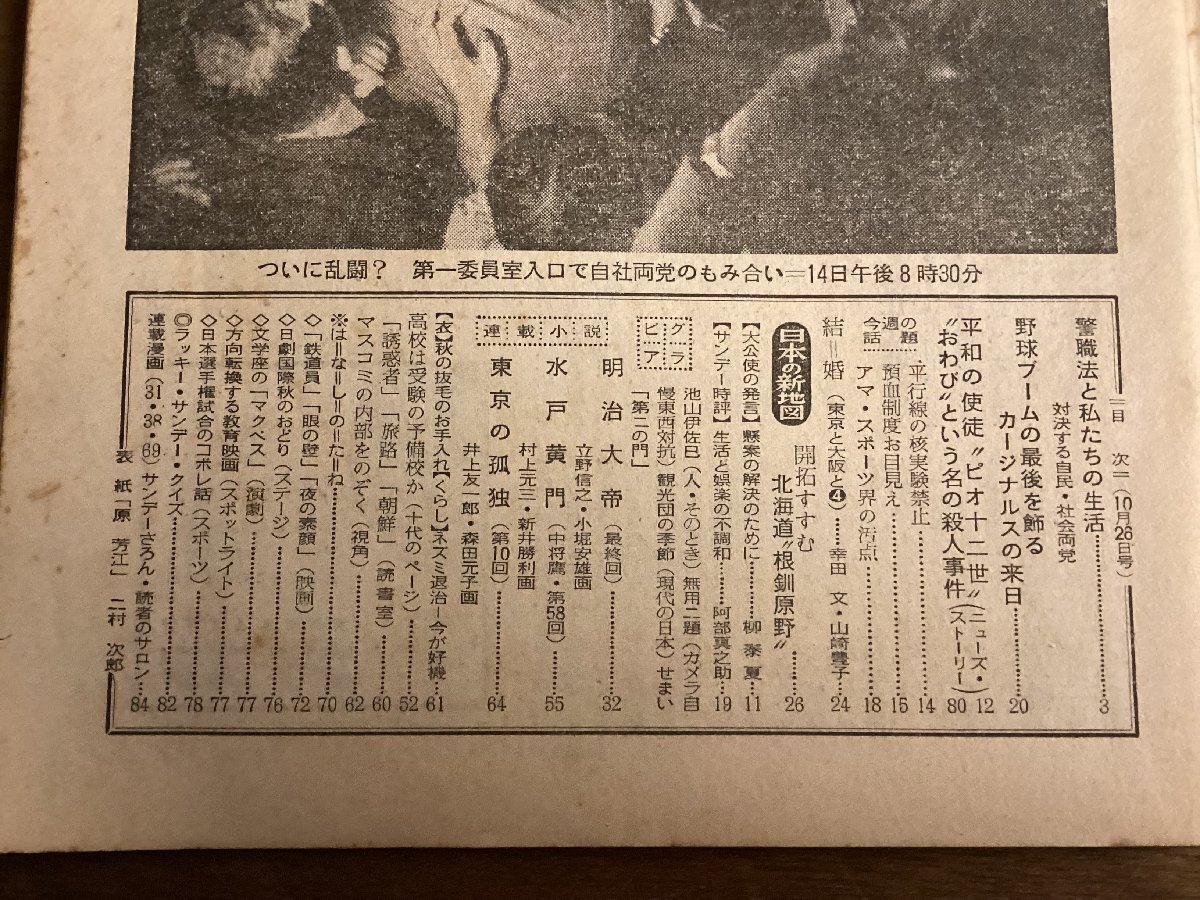 ついに乱闘？　第一委員室入口で自社両党のもみ合い＝14日午後8時30分
＝目　次＝（10月26日号）
警職法と私たちの生活……3
対決する自民・社会両党
野球ブームの最後を飾る
カージナルスの来日……20
平和の使徒〝ピオ十二世〟（ニューズ・ストーリー）12
〝おわび〟という名の殺人事件（ストーリー）80
今週の話題
平行線の核実験禁止……14
預血制度お目見え……15
アマ・スポーツ界の汚点……18
結＝婚（東京と大阪と❹）……幸田　文・山崎豊子 24
日本の新地図
開拓すすむ
北海道〝根釧原野〟……26
【大公使の発言】懸案の解決のために……柳　泰夏……11
【サンデー時評】生活と娯楽の不調和……阿部真之助……19
グラビア
池山伊佐巳（人・そのとき）無用二題（カメラ自
慢東西対抗）観光団の季節（現代の日本）せまい
「第二の門」
連載小説
明治大帝（最終回）……32
立野信之・小堀安雄画
水戸黄門（中将鷹・第58回）……55
村上元三・新井勝利画
東京の孤独（第10回）……64
井上友一郎・森田元子画
【衣】秋の抜毛のお手入れ【くらし】ネズミ退治―今が好機……61
高校は受験の予備校か（十代のページ）……52
「誘惑者」「旅路」「朝鮮」（読書室）……60
マスコミの内部をのぞく（視角）……62
※は＝な＝し＝の＝た＝ね……70
◇「鉄道員」「眼の壁」「夜の素顔」（映画）……72
◇日劇国際秋のおどり（ステージ）……76
◇文学座の「マクベス」（演劇）……77
◇方向転換する教育映画（スポットライト）……77
◇日本選手権試合のコボレ話（スポーツ）……78
◎ラッキー・サンデー・クイズ……82
連載漫画（31・38・69）サンデーさろん・読者のサロン……84
表　紙「原　芳江」　二村　次郎